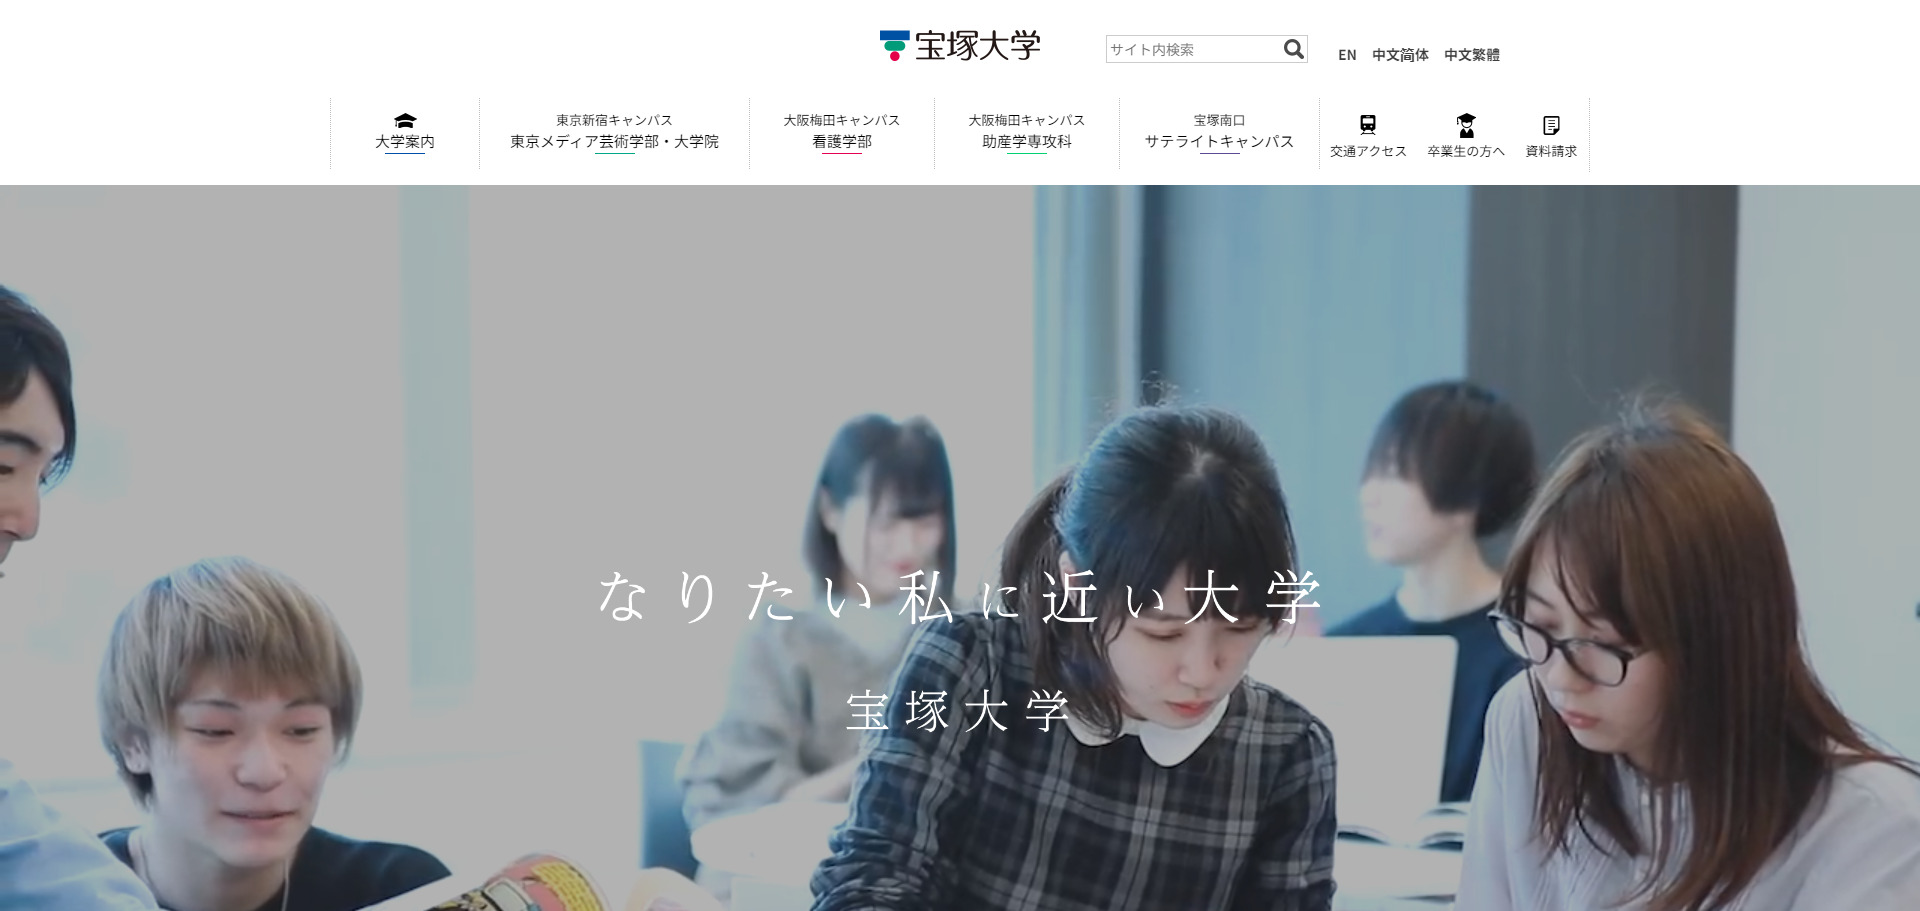 宝塚大学
サイト内検索
EN 中文简体 中文繁體
大学案内
東京新宿キャンパス
東京メディア芸術学部・大学院
大阪梅田キャンパス
看護学部
大阪梅田キャンパス
助産学専攻科
宝塚南口
サテライトキャンパス
交通アクセス
卒業生の方へ
資料請求
なりたい私に近い大学
宝塚大学